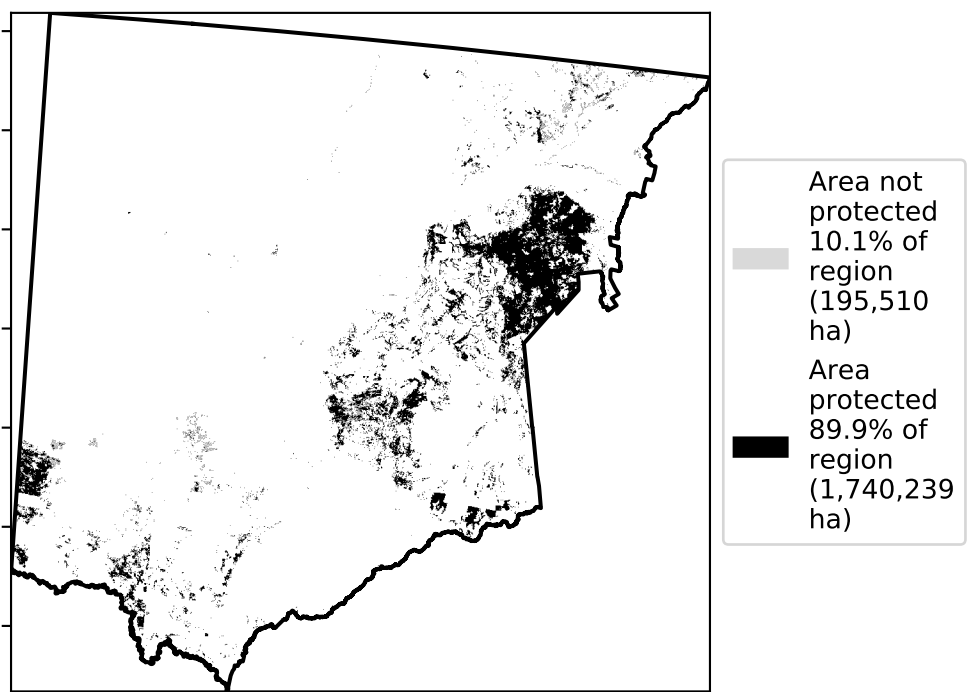 Area not
protected
10.1% of
region
(195,510
ha)
Area
protected
89.9% of
region
(1,740,239
ha)